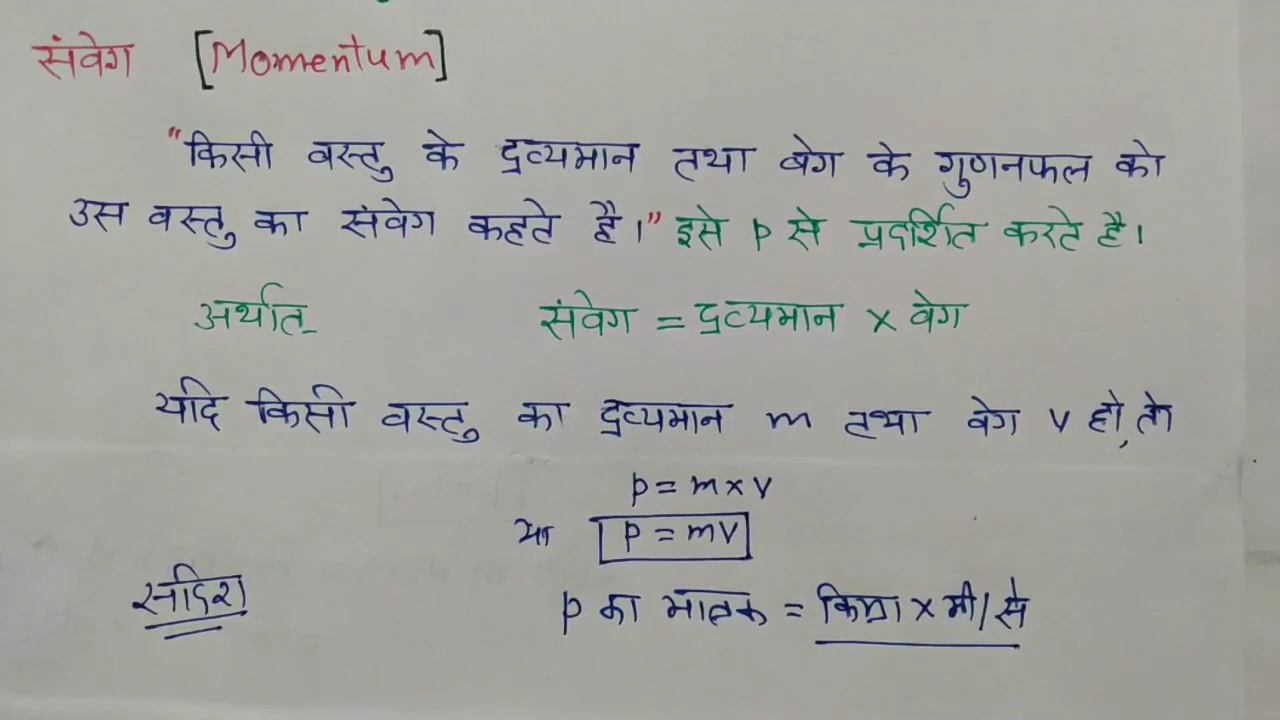 संवेग [Momentum]
"किसी वस्तु के द्रव्यमान तथा बेग के गुणनफल को
उस वस्तु का संवेग कहते है।" इसे p से प्रदर्शित करते है।
अर्थात् संवेग = द्रव्यमान × वेग
यदि किसी वस्तु का द्रव्यमान m तथा वेग v हो, तो
p = m × v
या p = mv
सदिश p का मात्रक = किग्रा × मी/से